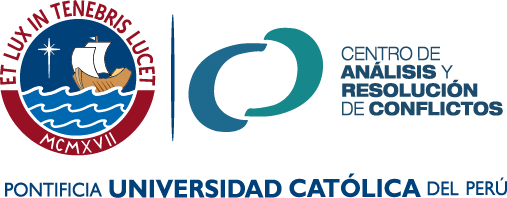 ET LUX IN TENEBRIS LUCET
MCMXVII
CENTRO DE
ANÁLISIS Y
RESOLUCIÓN
DE CONFLICTOS
PONTIFICIA UNIVERSIDAD CATÓLICA DEL PERÚ